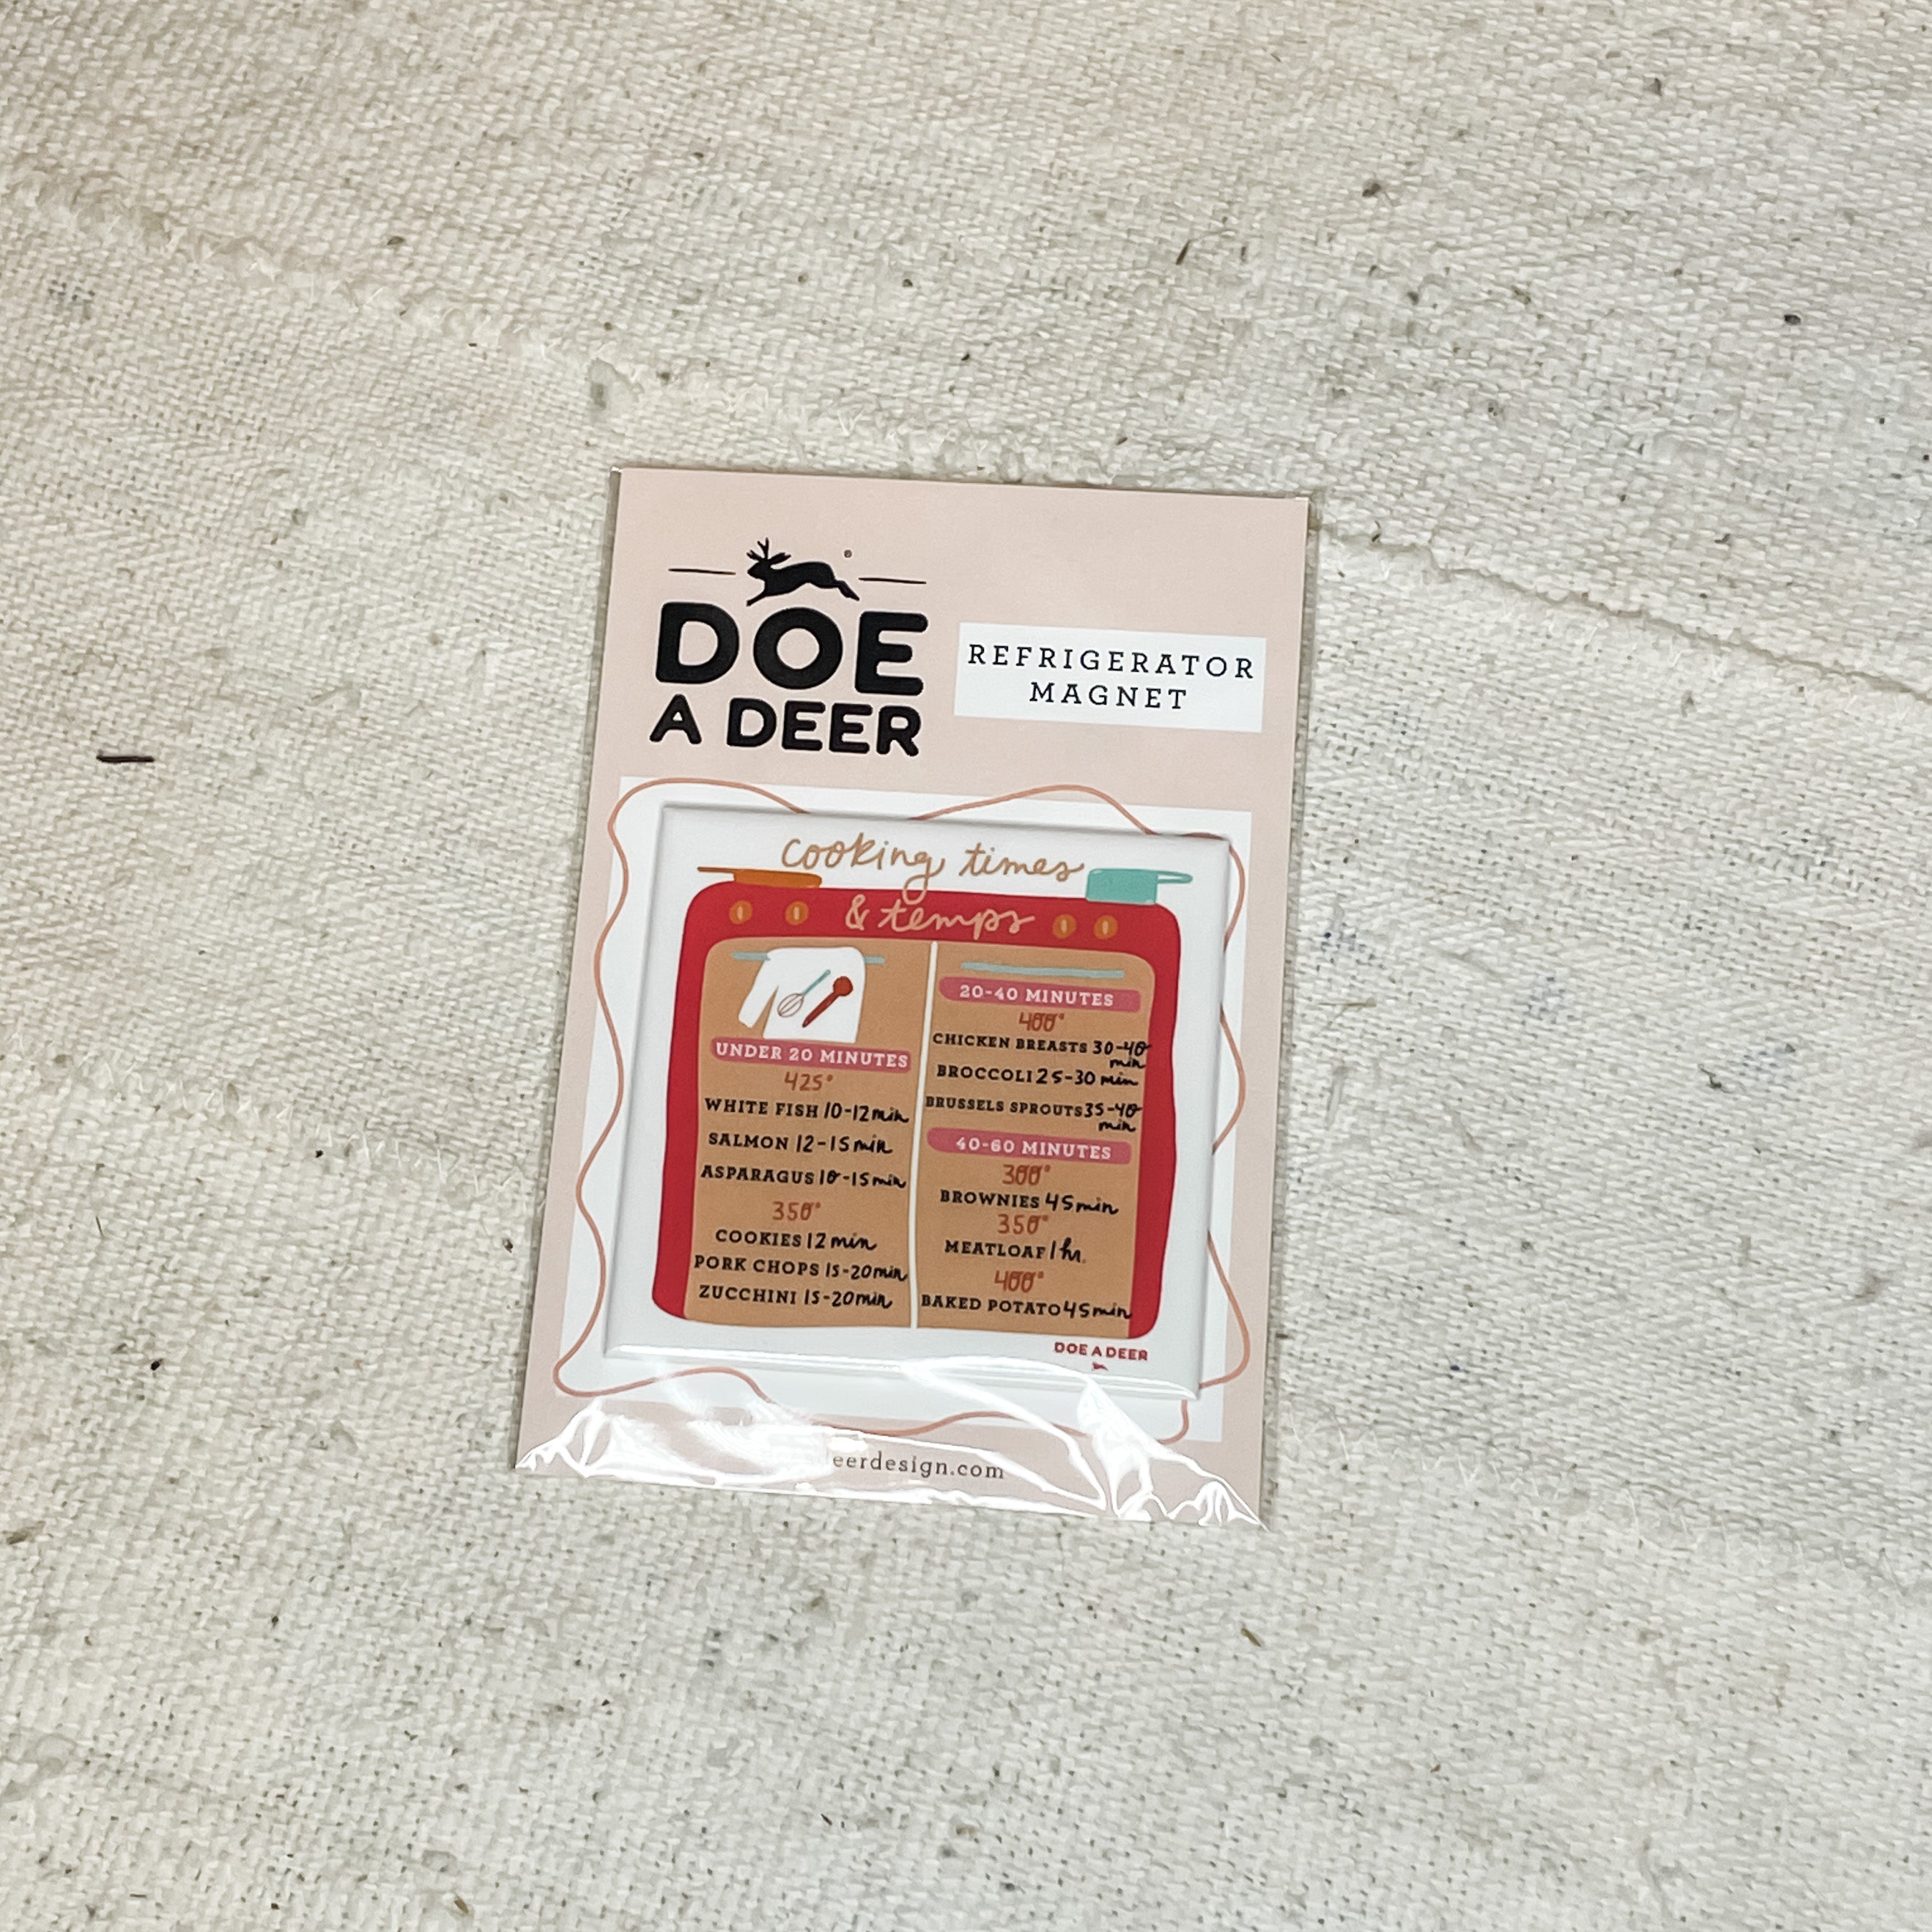 DOE
A DEER
®
REFRIGERATOR
MAGNET
cooking times
& temps
UNDER 20 MINUTES
425°
WHITE FISH 10-12 min
SALMON 12-15 min
ASPARAGUS 10-15 min
350°
COOKIES 12 min
PORK CHOPS 15-20 min
ZUCCHINI 15-20 min
20-40 MINUTES
400°
CHICKEN BREASTS 30-40
min
BROCCOLI 25-30 min
BRUSSELS SPROUTS 35-40
min
40-60 MINUTES
300°
BROWNIES 45 min
350°
MEATLOAF 1 hr.
400°
BAKED POTATO 45 min
DOE A DEER
eerdesign.com